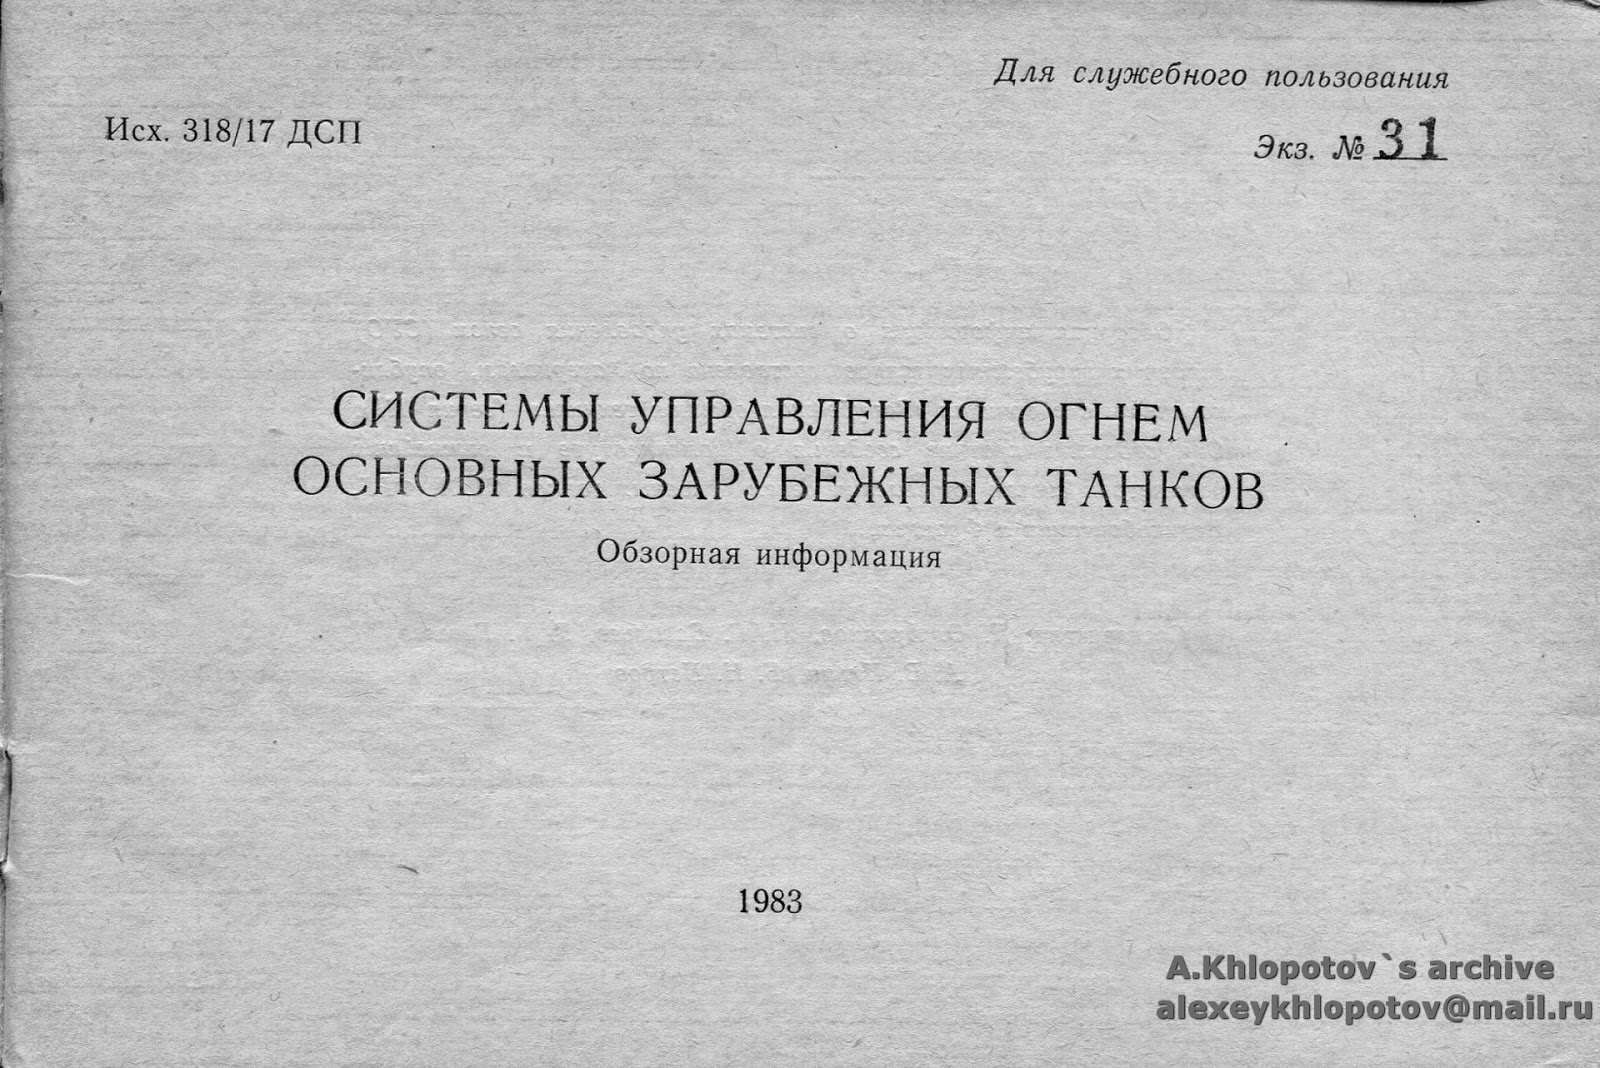 Для служебного пользования
Исх. 318/17 ДСП
Экз. № 31
СИСТЕМЫ УПРАВЛЕНИЯ ОГНЕМ
ОСНОВНЫХ ЗАРУБЕЖНЫХ ТАНКОВ
Обзорная информация
1983
A.Khlopotov`s archive
alexeykhlopotov@mail.ru